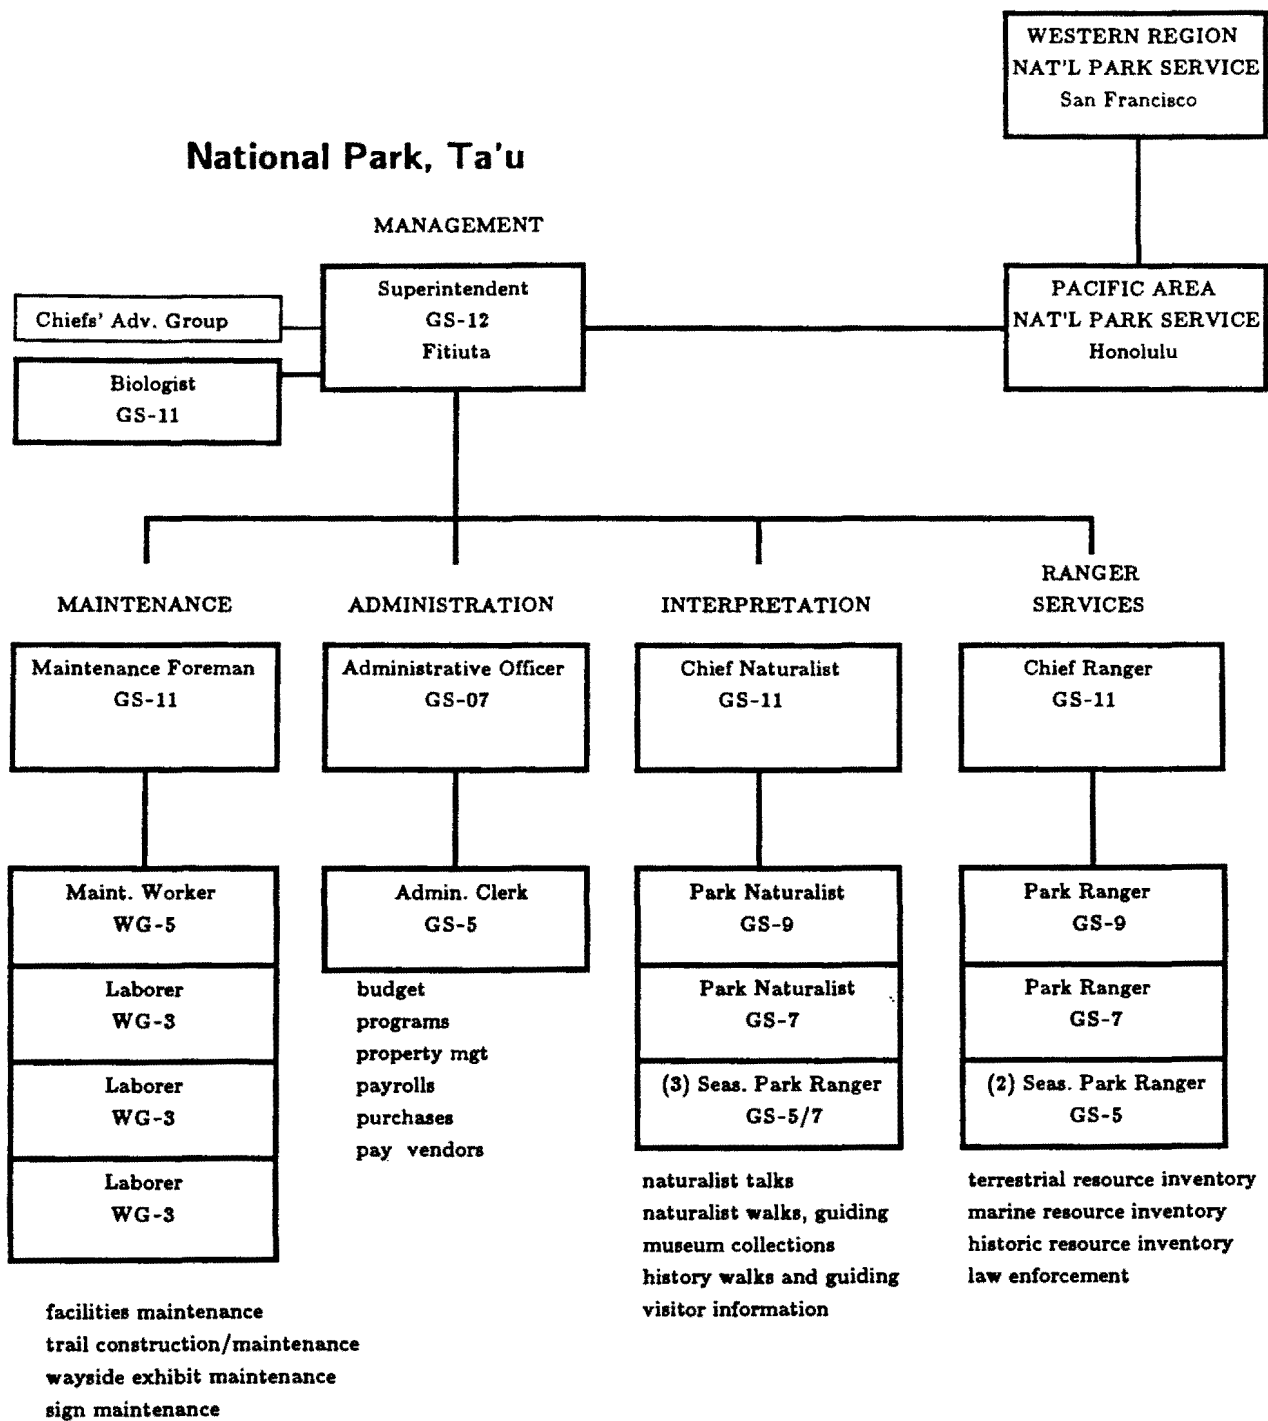 WESTERN REGION
NAT'L PARK SERVICE
San Francisco
National Park, Ta'u
MANAGEMENT
Superintendent
GS-12
Fitiuta
PACIFIC AREA
NAT'L PARK SERVICE
Honolulu
Chiefs' Adv. Group
Biologist
GS-11
MAINTENANCE
Maintenance Foreman
GS-11
Maint. Worker
WG-5
Laborer
WG-3
Laborer
WG-3
Laborer
WG-3
facilities maintenance
trail construction/maintenance
wayside exhibit maintenance
sign maintenance
ADMINISTRATION
Administrative Officer
GS-07
Admin. Clerk
GS-5
budget
programs
property mgt
payrolls
purchases
pay vendors
INTERPRETATION
Chief Naturalist
GS-11
Park Naturalist
GS-9
Park Naturalist
GS-7
(3) Seas. Park Ranger
GS-5/7
naturalist talks
naturalist walks, guiding
museum collections
history walks and guiding
visitor information
RANGER
SERVICES
Chief Ranger
GS-11
Park Ranger
GS-9
Park Ranger
GS-7
(2) Seas. Park Ranger
GS-5
terrestrial resource inventory
marine resource inventory
historic resource inventory
law enforcement